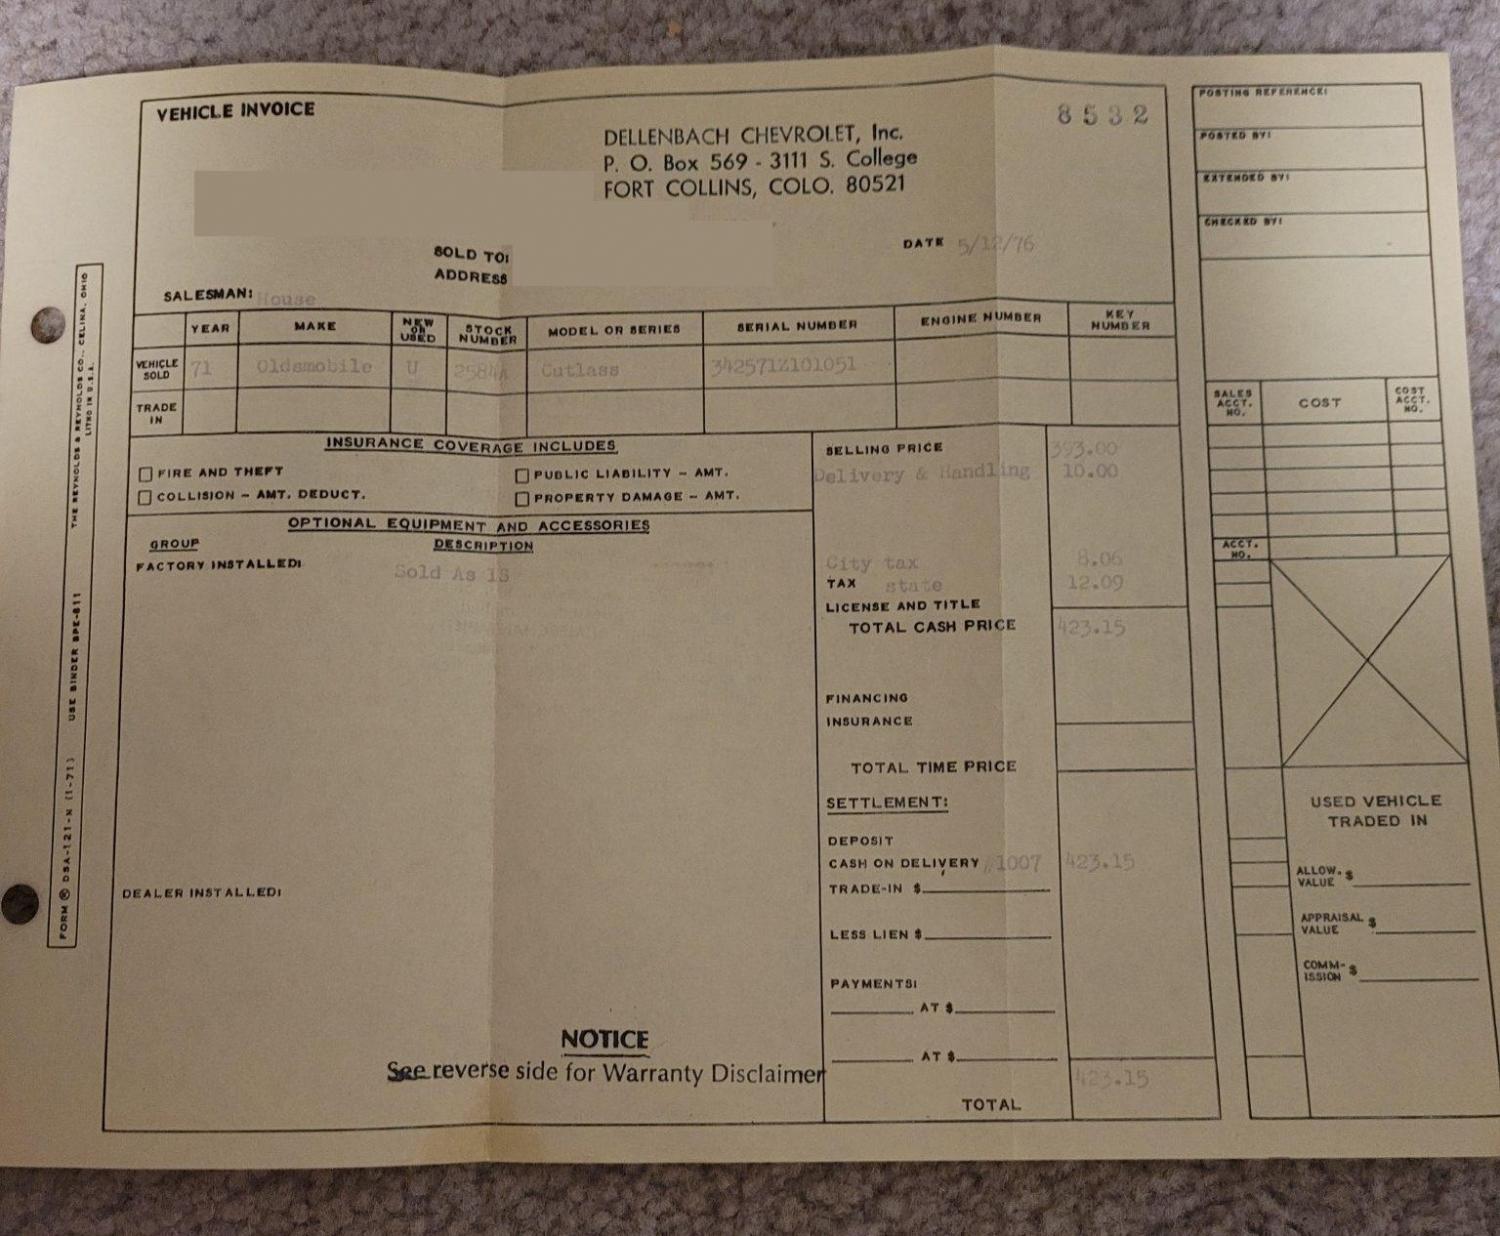 VEHICLE INVOICE
8532
DELLENBACH CHEVROLET, Inc.
P. O. Box 569 - 3111 S. College
FORT COLLINS, COLO. 80521
SOLD TO:
ADDRESS
DATE 5/12/76
SALESMAN: House
YEAR MAKE NEW OR USED STOCK NUMBER MODEL OR SERIES SERIAL NUMBER ENGINE NUMBER KEY NUMBER
VEHICLE SOLD 71 Oldsmobile U 2584A Cutlass 342571Z101051
TRADE IN
INSURANCE COVERAGE INCLUDES
FIRE AND THEFT PUBLIC LIABILITY - AMT.
COLLISION - AMT. DEDUCT. PROPERTY DAMAGE - AMT.
OPTIONAL EQUIPMENT AND ACCESSORIES
GROUP DESCRIPTION
FACTORY INSTALLED: Sold As IS
DEALER INSTALLED:
NOTICE
See reverse side for Warranty Disclaimer
SELLING PRICE 393.00
Delivery & Handling 10.00
City tax 8.06
TAX state 12.09
LICENSE AND TITLE
TOTAL CASH PRICE 423.15
FINANCING
INSURANCE
TOTAL TIME PRICE
SETTLEMENT:
DEPOSIT
CASH ON DELIVERY 1007 423.15
TRADE-IN $
LESS LIEN $
PAYMENTS:
AT $
AT $
423.15
TOTAL
POSTING REFERENCE:
POSTED BY:
EXTENDED BY:
CHECKED BY:
SALES ACCT. NO. COST COST ACCT. NO.
ACCT. NO.
USED VEHICLE
TRADED IN
ALLOW. VALUE $
APPRAISAL VALUE $
COMM-ISSION $
FORM ® DSA-121-N (1-71) USE BINDER BPE-811 THE REYNOLDS & REYNOLDS CO., CELINA, OHIO
LITHO IN U.S.A.